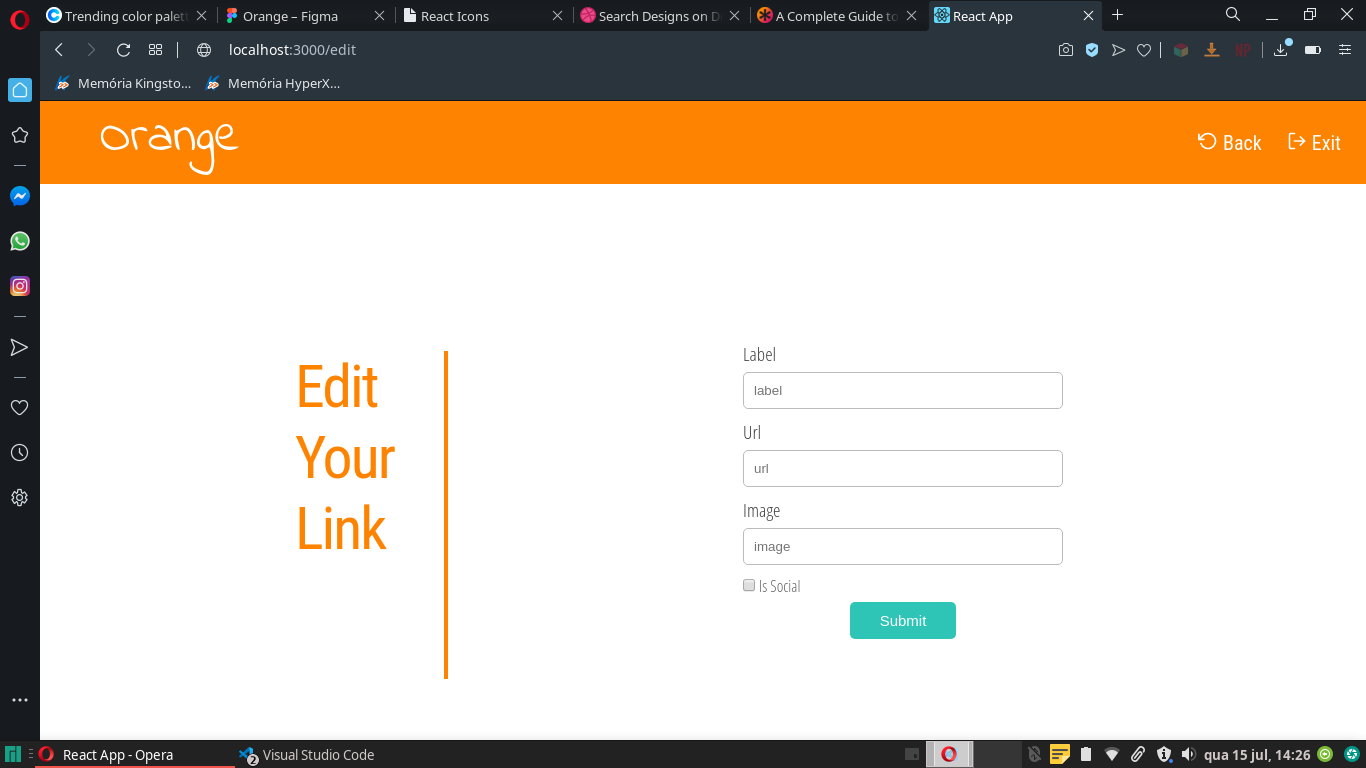 Trending color palett
Orange – Figma
React Icons
Search Designs on D
A Complete Guide to
React App
localhost:3000/edit
Memória Kingsto...
Memória HyperX...
NP
orange
Back
Exit
Edit
Your
Link
Label
label
Url
url
Image
image
Is Social
Submit
React App - Opera
2
Visual Studio Code
qua 15 jul, 14:26